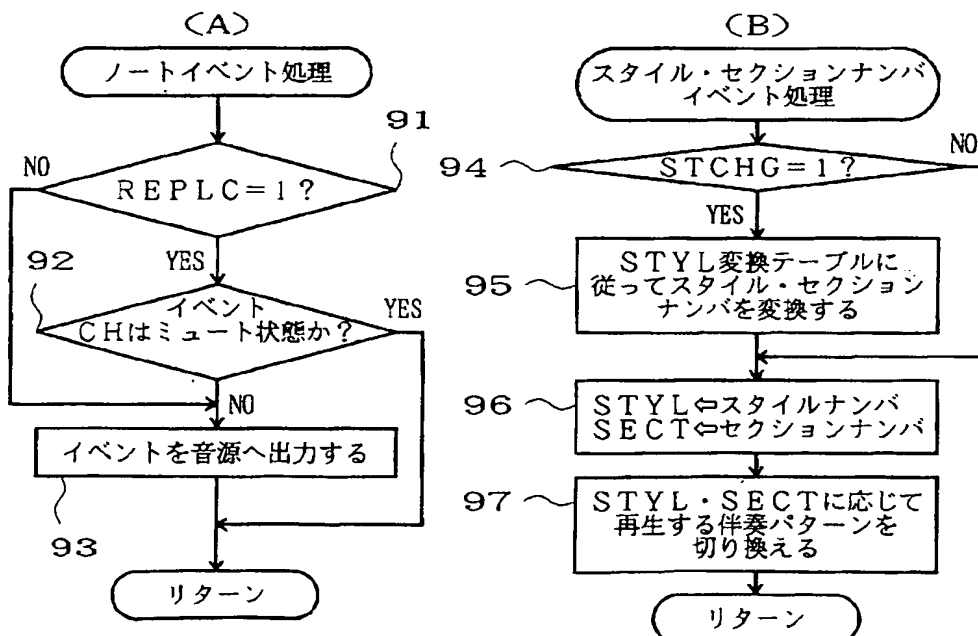 (A)
ノートイベント処理
91
NO
REPLC=1?
YES
92
イベント
CHはミュート状態か?
YES
NO
イベントを音源へ出力する
93
リターン
(B)
スタイル・セクションナンバ
イベント処理
NO
94
STCHG=1?
YES
95
STYL変換テーブルに
従ってスタイル・セクション
ナンバを変換する
96
STYL⇦スタイルナンバ
SECT⇦セクションナンバ
97
STYL・SECTに応じて
再生する伴奏パターンを
切り換える
リターン